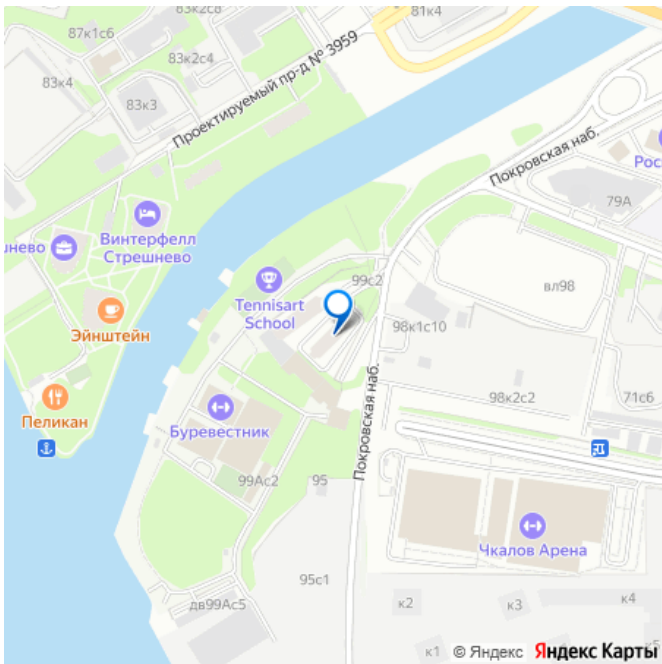 83к2с8
81к4
87к1с6
83к2с4
Проектируемый пр-д № 3959
83к4
83к3
Покровская наб.
Рос
79А
Винтерфелл
Стрешнево
шнево
99с2
вл98
Tennisart
School
Эйнштейн
98к1с10
98к2с2
71с6
Пеликан
Буревестник
Покровская наб.
99Ас2
95
Чкалов Арена
95с1
дв99Ас5
к2
к3
к4
к1
к5
© Яндекс Яндекс Карты